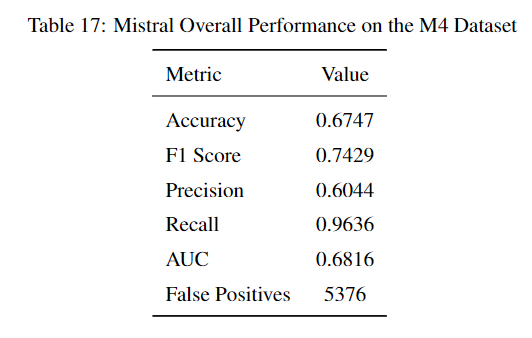 Table 17: Mistral Overall Performance on the M4 Dataset
Metric Value
Accuracy 0.6747
F1 Score 0.7429
Precision 0.6044
Recall 0.9636
AUC 0.6816
False Positives 5376